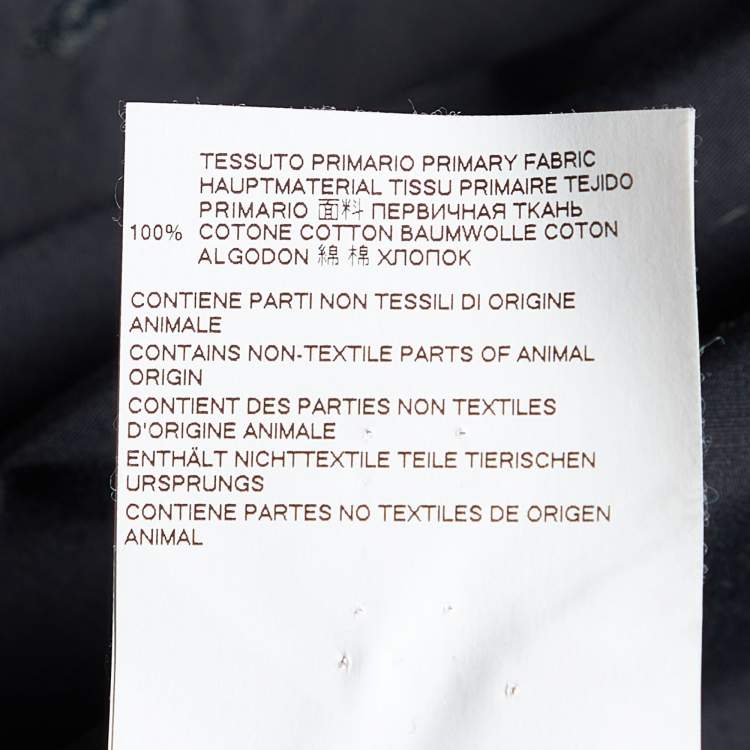 TESSUTO PRIMARIO PRIMARY FABRIC
HAUPTMATERIAL TISSU PRIMAIRE TEJIDO
PRIMARIO 面料 ПЕРВИЧНАЯ ТКАНЬ
100% COTONE COTTON BAUMWOLLE COTON
ALGODON 綿 棉 ХЛОПОК
CONTIENE PARTI NON TESSILI DI ORIGINE
ANIMALE
CONTAINS NON-TEXTILE PARTS OF ANIMAL
ORIGIN
CONTIENT DES PARTIES NON TEXTILES
D'ORIGINE ANIMALE
ENTHÄLT NICHTTEXTILE TEILE TIERISCHEN
URSPRUNGS
CONTIENE PARTES NO TEXTILES DE ORIGEN
ANIMAL